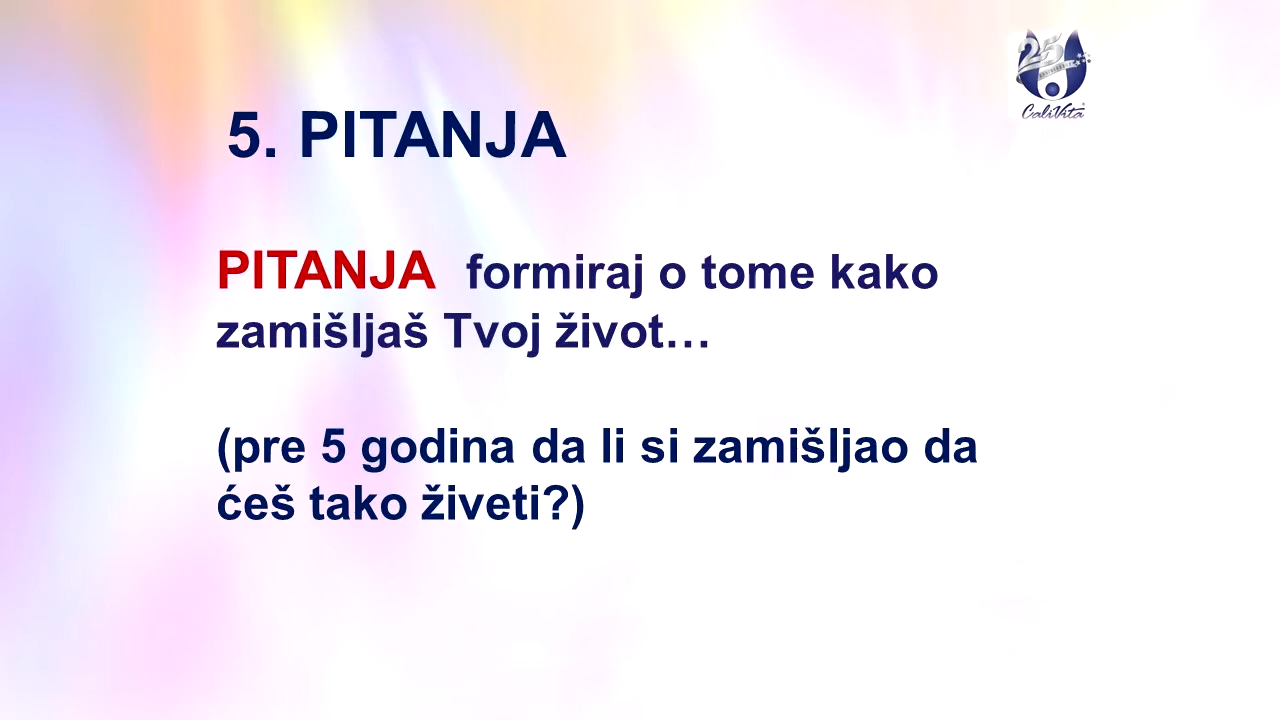 25
CaliVita
5. PITANJA
PITANJA formiraj o tome kako
zamišljaš Tvoj život…
(pre 5 godina da li si zamišljao da
ćeš tako živeti?)